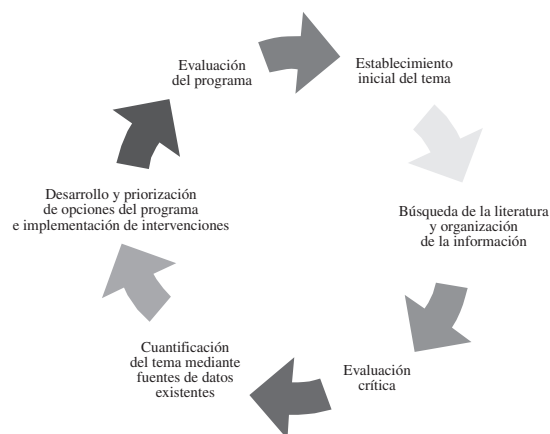 Evaluación
del programa
Establecimiento
inicial del tema
Búsqueda de la literatura
y organización
de la información
Evaluación
crítica
Cuantificación
del tema mediante
fuentes de datos
existentes
Desarrollo y priorización
de opciones del programa
e implementación de intervenciones